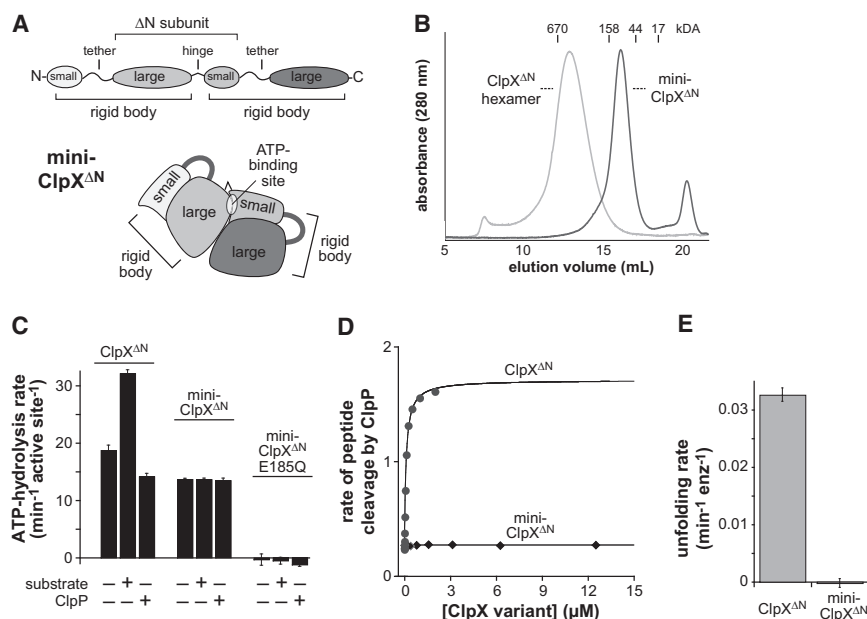 A
ΔN subunit
tether hinge tether
N- small large small large -C
rigid body rigid body
mini-
ClpXΔN
ATP-
binding
site
small
large
small
large
rigid
body
rigid
body
B
670 158 44 17 kDA
ClpXΔN
hexamer
mini-
ClpXΔN
absorbance (280 nm)
5 10 15 20
elution volume (mL)
C
ClpXΔN
mini-
ClpXΔN
mini-
ClpXΔN
E185Q
ATP-hydrolysis rate
(min-1 active site-1)
30
20
10
0
substrate – + – – + – – + –
ClpP – – + – – + – – +
D
ClpXΔN
mini-
ClpXΔN
rate of peptide
cleavage by ClpP
2
1
0
0 3 6 9 12 15
[ClpX variant] (μM)
E
unfolding rate
(min-1 enz-1)
0.03
0.02
0.01
0
ClpXΔN mini-
ClpXΔN